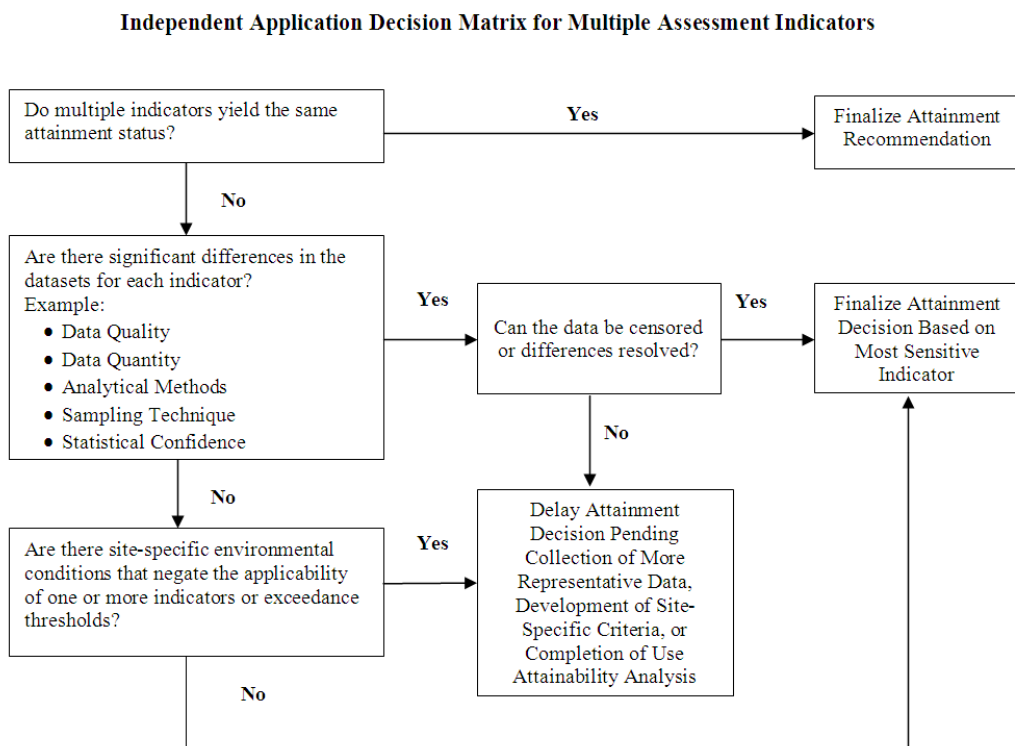 Independent Application Decision Matrix for Multiple Assessment Indicators
Do multiple indicators yield the same
attainment status?
Yes
Finalize Attainment
Recommendation
No
Are there significant differences in the
datasets for each indicator?
Example:
● Data Quality
● Data Quantity
● Analytical Methods
● Sampling Technique
● Statistical Confidence
Yes
Can the data be censored
or differences resolved?
Yes
Finalize Attainment
Decision Based on
Most Sensitive
Indicator
No
No
Are there site-specific environmental
conditions that negate the applicability
of one or more indicators or exceedance
thresholds?
Yes
Delay Attainment
Decision Pending
Collection of More
Representative Data,
Development of Site-
Specific Criteria, or
Completion of Use
Attainability Analysis
No